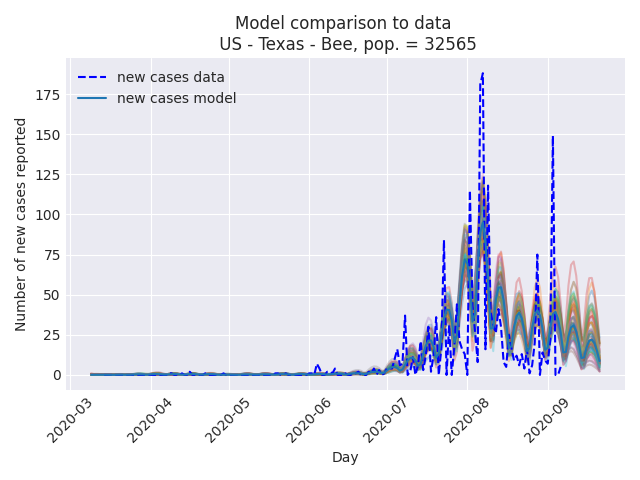 Model comparison to data
US - Texas - Bee, pop. = 32565
new cases data
new cases model
Number of new cases reported
175
150
125
100
75
50
25
0
2020-03
2020-04
2020-05
2020-06
2020-07
2020-08
2020-09
Day